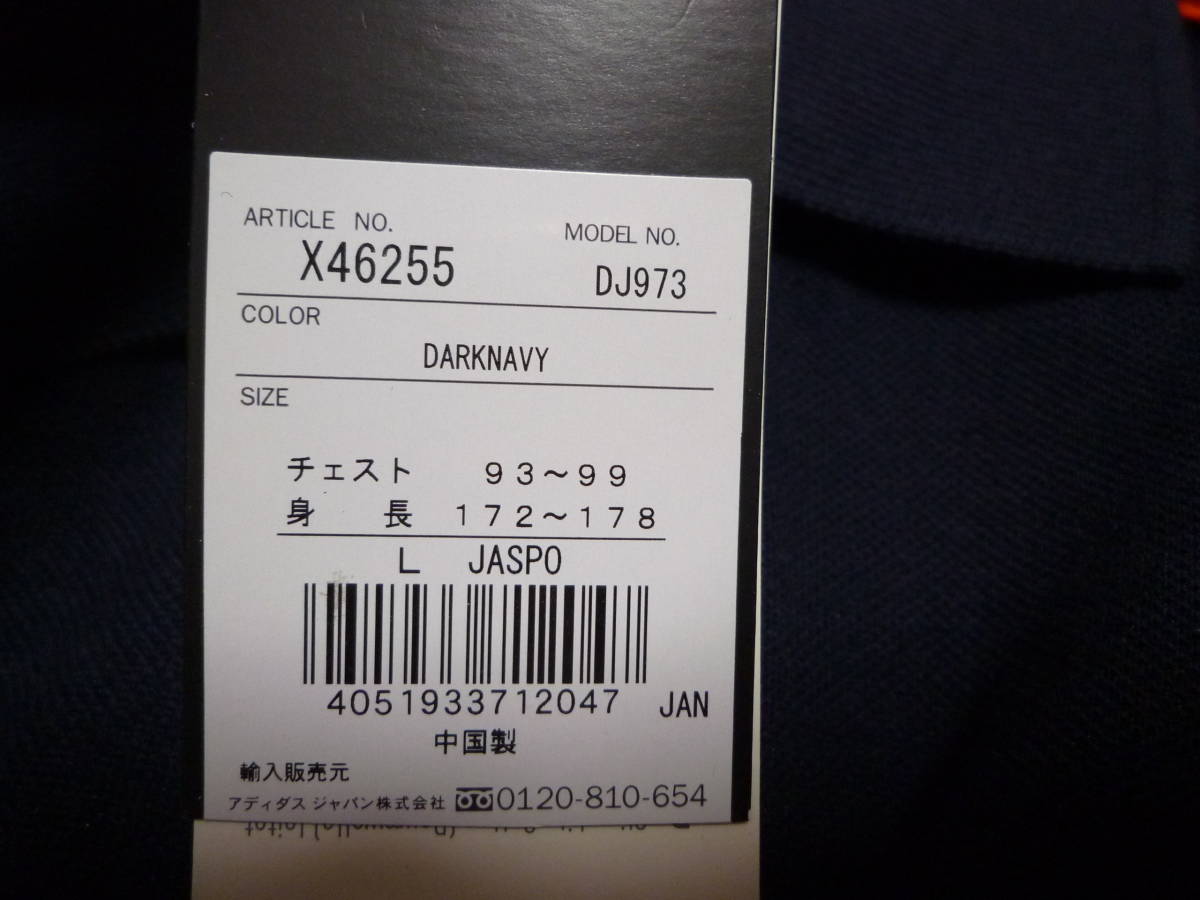 ARTICLE NO. MODEL NO.
X46255 DJ973
COLOR
DARKNAVY
SIZE
チェスト 93～99
身 長 172～178
L JASPO
4051933712047 JAN
中国製
輸入販売元
アディダス ジャパン株式会社 0120-810-654